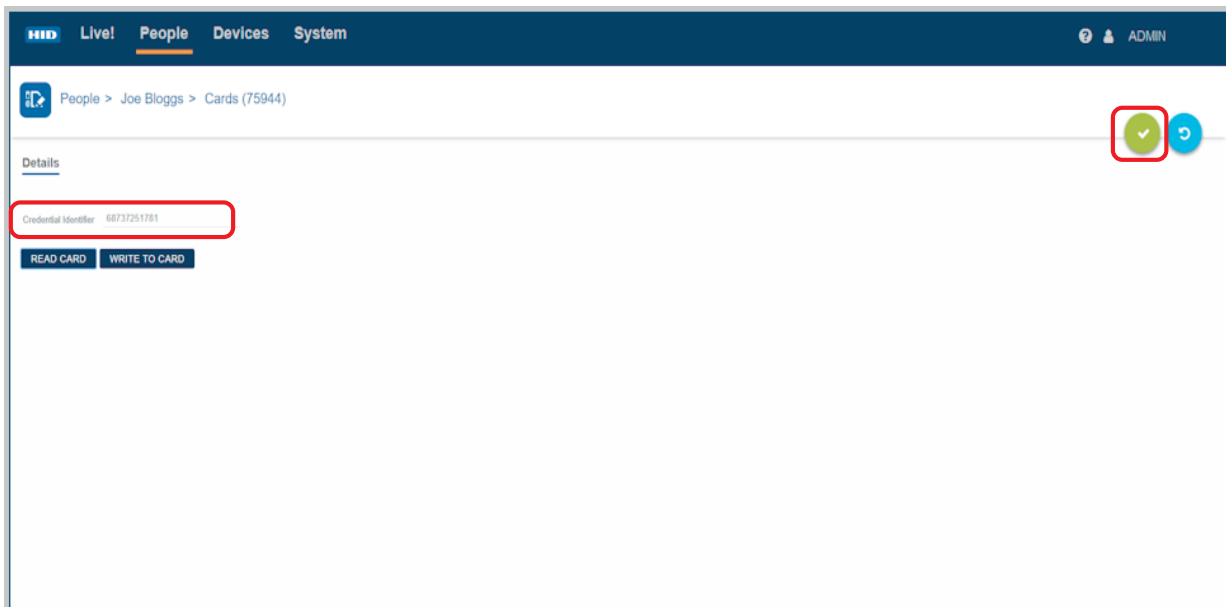 HID Live! People Devices System ADMIN
People > Joe Bloggs > Cards (75944)
Details
Credential Identifier 68737251781
READ CARD WRITE TO CARD